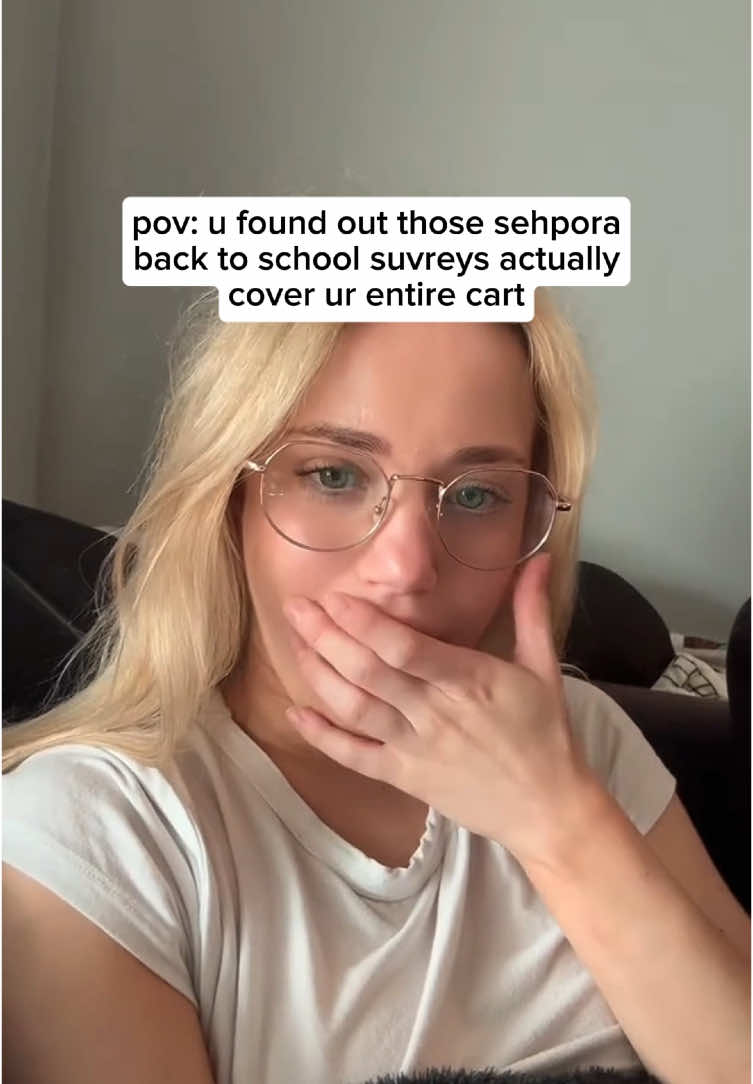 pov: u found out those sehpora
back to school suvreys actually
cover ur entire cart